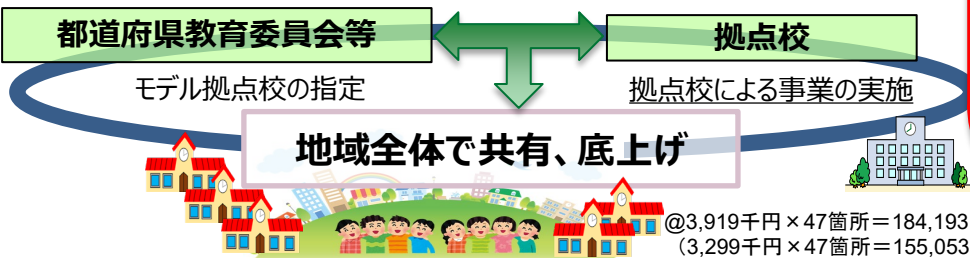 都道府県教育委員会等
拠点校
モデル拠点校の指定
拠点校による事業の実施
地域全体で共有、底上げ
@3,919千円×47箇所＝184,193
（3,299千円×47箇所＝155,053